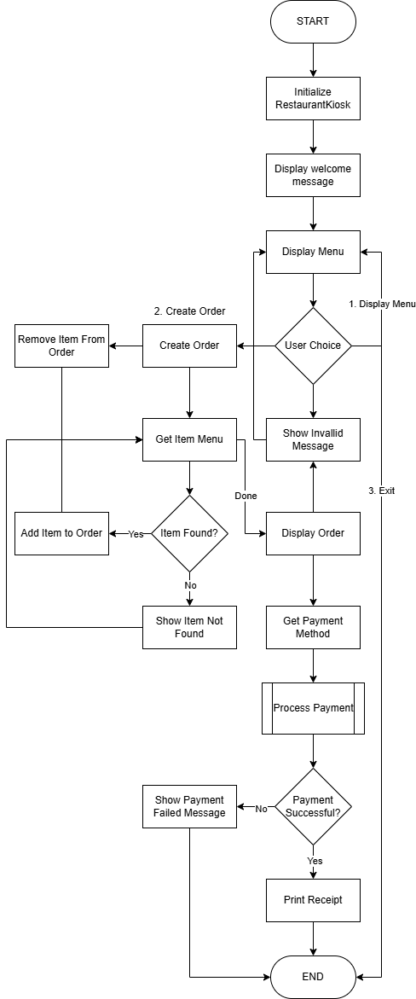 START
Initialize
RestaurantKiosk
Display welcome
message
Display Menu
1. Display Menu
2. Create Order
Remove Item From
Order
Create Order
User Choice
Get Item Menu
Show Invallid
Message
Done
3. Exit
Add Item to Order
Yes
Item Found?
Display Order
No
Show Item Not
Found
Get Payment
Method
Process Payment
Show Payment
Failed Message
No
Payment
Successful?
Yes
Print Receipt
END